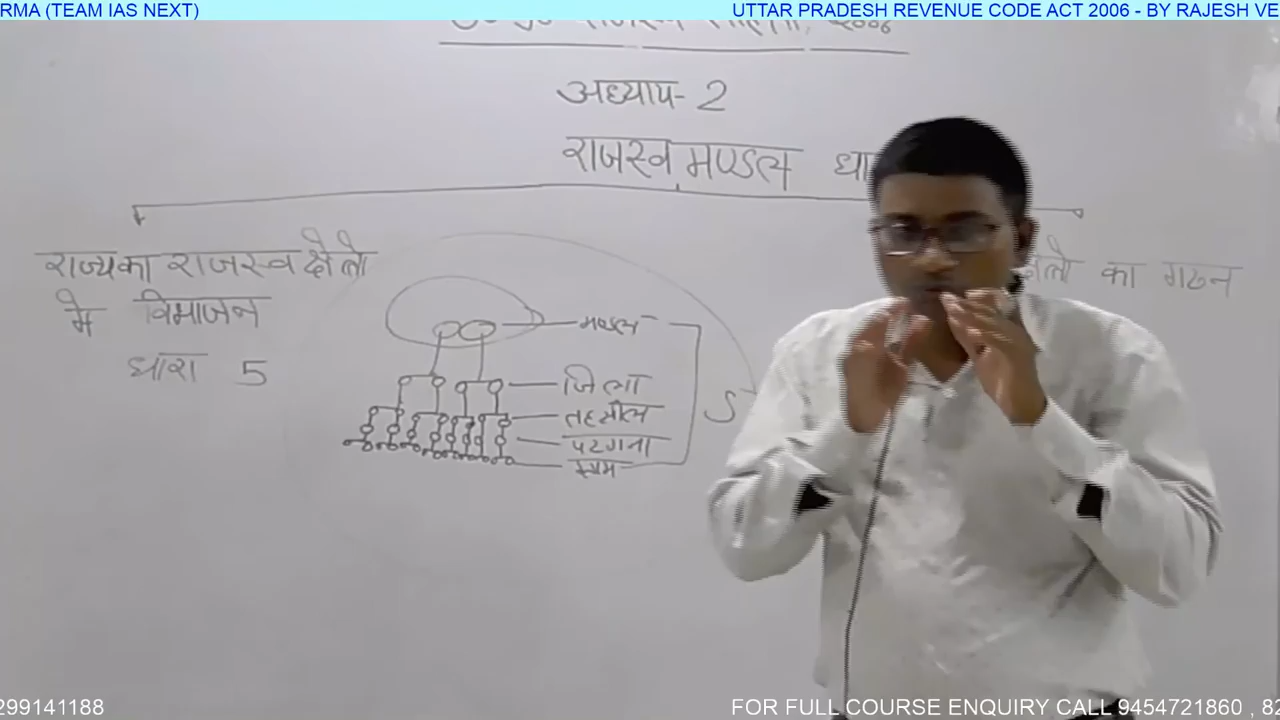 RMA (TEAM IAS NEXT) UTTAR PRADESH REVENUE CODE ACT 2006 - BY RAJESH VE
अध्याय- 2
राजस्व मण्डल धा
राज्य का राजस्व क्षेत्रो
मे विभाजन
धारा 5
का गठन
मण्डल
जिला
तहसील
परगना
ग्राम
5
299141188 FOR FULL COURSE ENQUIRY CALL 9454721860 , 82